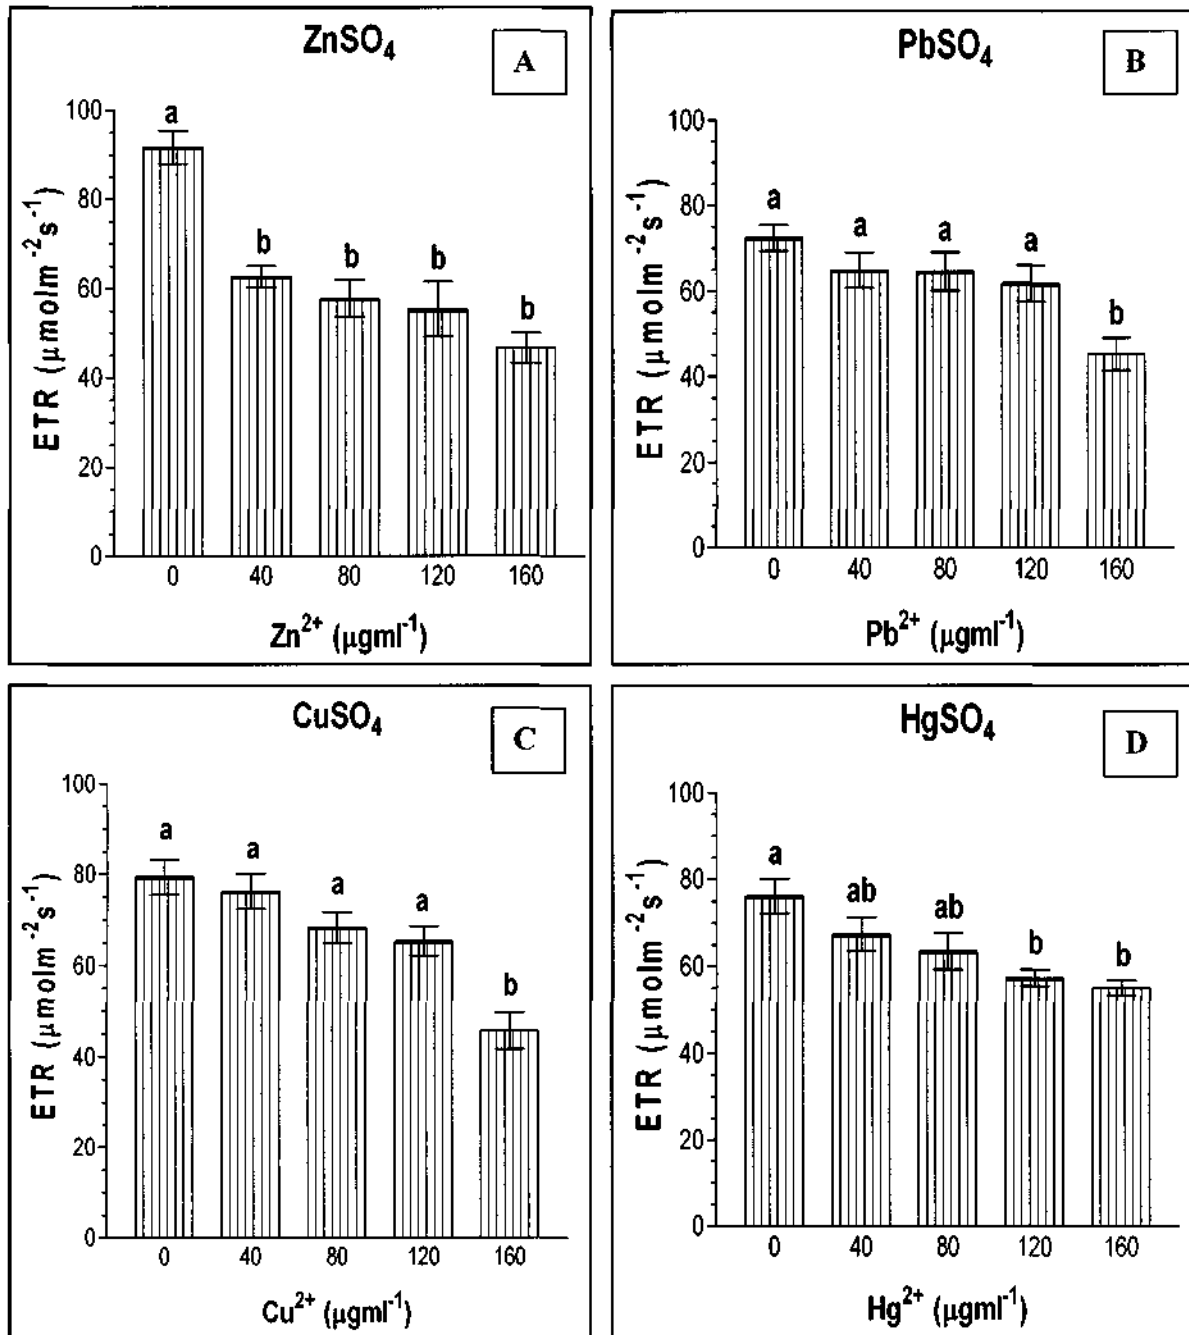 ZnSO₄
A
a
b
b
b
b
100
80
60
40
20
0
ETR (μmolm⁻²s⁻¹)
0 40 80 120 160
Zn²⁺ (μgml⁻¹)
PbSO₄
B
a
a
a
a
b
100
80
60
40
20
0
ETR (μmolm⁻²s⁻¹)
0 40 80 120 160
Pb²⁺ (μgml⁻¹)
CuSO₄
C
a
a
a
a
b
100
80
60
40
20
0
ETR (μmolm⁻²s⁻¹)
0 40 80 120 160
Cu²⁺ (μgml⁻¹)
HgSO₄
D
a
ab
ab
b
b
100
80
60
40
20
0
ETR (μmolm⁻²s⁻¹)
0 40 80 120 160
Hg²⁺ (μgml⁻¹)